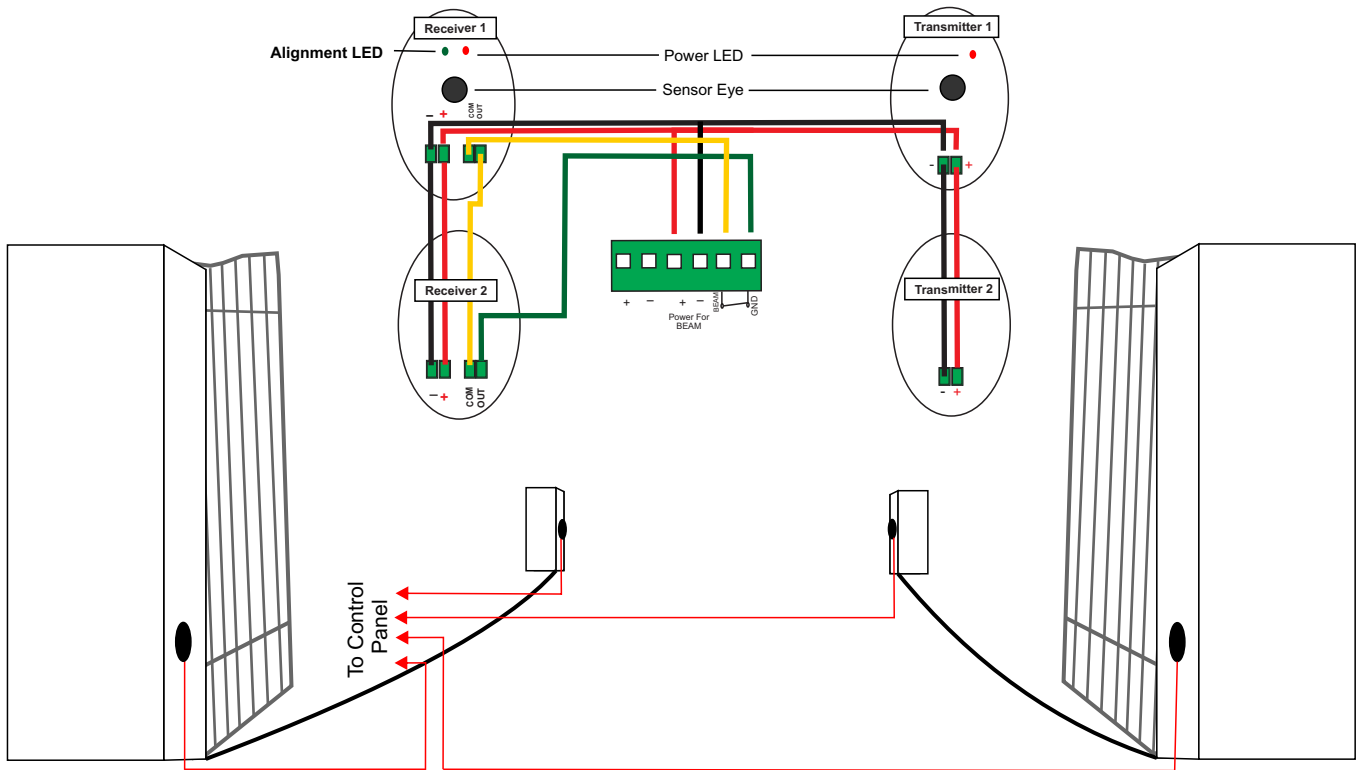 Receiver 1
Transmitter 1
Alignment LED
Power LED
Sensor Eye
– +
COM
OUT
- +
Receiver 2
Transmitter 2
+ – + –
BEAM
GND
Power For
BEAM
– +
COM
OUT
- +
To Control
Panel